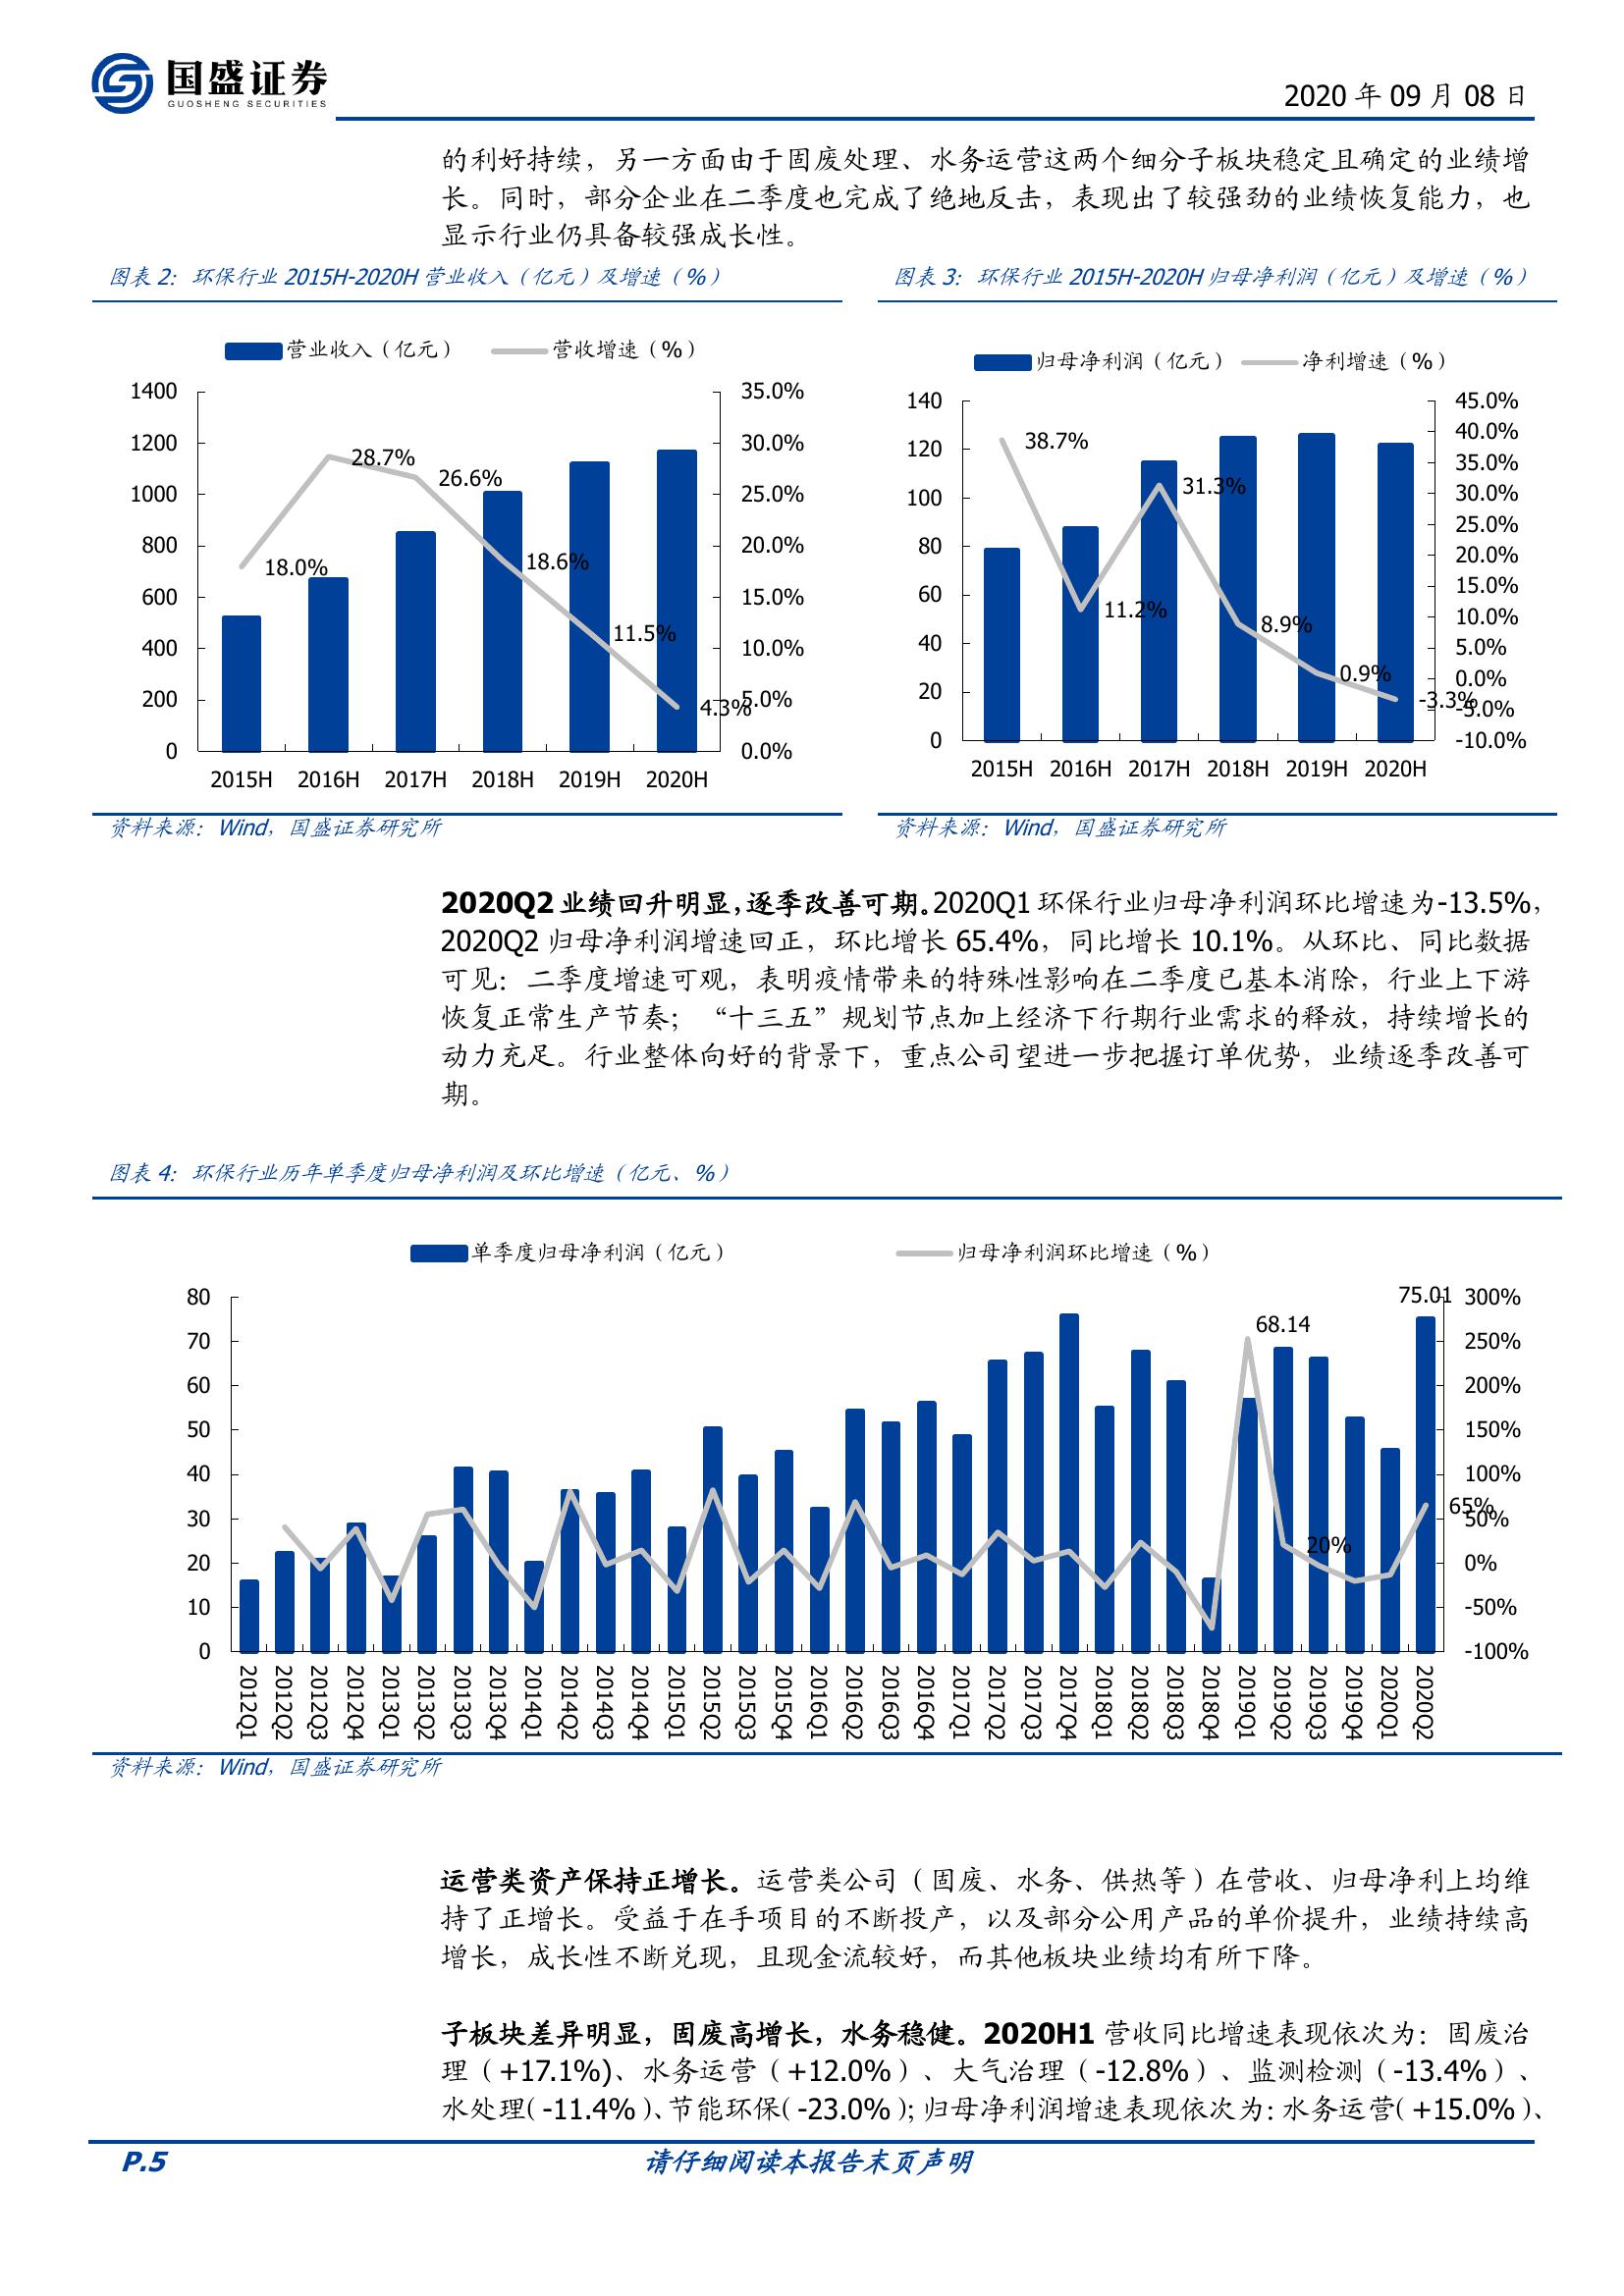 国盛证券
GUOSHENG SECURITIES
2020 年 09 月 08 日
的利好持续，另一方面由于固废处理、水务运营这两个细分子板块稳定且确定的业绩增
长。同时，部分企业在二季度也完成了绝地反击，表现出了较强劲的业绩恢复能力，也
显示行业仍具备较强成长性。
图表 2：环保行业 2015H-2020H 营业收入（亿元）及增速（%）
营业收入（亿元） 营收增速（%）
1400 35.0%
1200 30.0%
1000 25.0%
800 20.0%
600 15.0%
400 10.0%
200 5.0%
0 0.0%
18.0% 28.7% 26.6% 18.6% 11.5% 4.3%
2015H 2016H 2017H 2018H 2019H 2020H
资料来源：Wind，国盛证券研究所
图表 3：环保行业 2015H-2020H 归母净利润（亿元）及增速（%）
归母净利润（亿元） 净利增速（%）
140
120
100
80
60
40
20
0
45.0%
40.0%
35.0%
30.0%
25.0%
20.0%
15.0%
10.0%
5.0%
0.0%
-5.0%
-10.0%
38.7% 11.2% 31.3% 8.9% 0.9% -3.3%
2015H 2016H 2017H 2018H 2019H 2020H
资料来源：Wind，国盛证券研究所
2020Q2 业绩回升明显，逐季改善可期。2020Q1 环保行业归母净利润环比增速为-13.5%，
2020Q2 归母净利润增速回正，环比增长 65.4%，同比增长 10.1%。从环比、同比数据
可见：二季度增速可观，表明疫情带来的特殊性影响在二季度已基本消除，行业上下游
恢复正常生产节奏；“十三五”规划节点加上经济下行期行业需求的释放，持续增长的
动力充足。行业整体向好的背景下，重点公司望进一步把握订单优势，业绩逐季改善可
期。
图表 4：环保行业历年单季度归母净利润及环比增速（亿元、%）
单季度归母净利润（亿元） 归母净利润环比增速（%）
80 300%
70 250%
60 200%
50 150%
40 100%
30 50%
20 0%
10 -50%
0 -100%
68.14 75.01
20% 65%
2012Q1 2012Q2 2012Q3 2012Q4 2013Q1 2013Q2 2013Q3 2013Q4 2014Q1 2014Q2 2014Q3 2014Q4 2015Q1 2015Q2 2015Q3 2015Q4 2016Q1 2016Q2 2016Q3 2016Q4 2017Q1 2017Q2 2017Q3 2017Q4 2018Q1 2018Q2 2018Q3 2018Q4 2019Q1 2019Q2 2019Q3 2019Q4 2020Q1 2020Q2
资料来源：Wind，国盛证券研究所
运营类资产保持正增长。运营类公司（固废、水务、供热等）在营收、归母净利上均维
持了正增长。受益于在手项目的不断投产，以及部分公用产品的单价提升，业绩持续高
增长，成长性不断兑现，且现金流较好，而其他板块业绩均有所下降。
子板块差异明显，固废高增长，水务稳健。2020H1 营收同比增速表现依次为：固废治
理（+17.1%)、水务运营（+12.0%）、大气治理（-12.8%）、监测检测（-13.4%）、
水处理（-11.4%）、节能环保（-23.0%）；归母净利润增速表现依次为：水务运营（+15.0%）、
P.5 请仔细阅读本报告末页声明